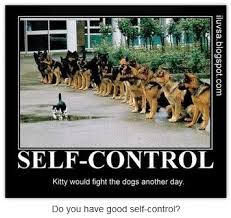 iluvsa.blogspot.com
SELF-CONTROL
Kitty would fight the dogs another day.
Do you have good self-control?